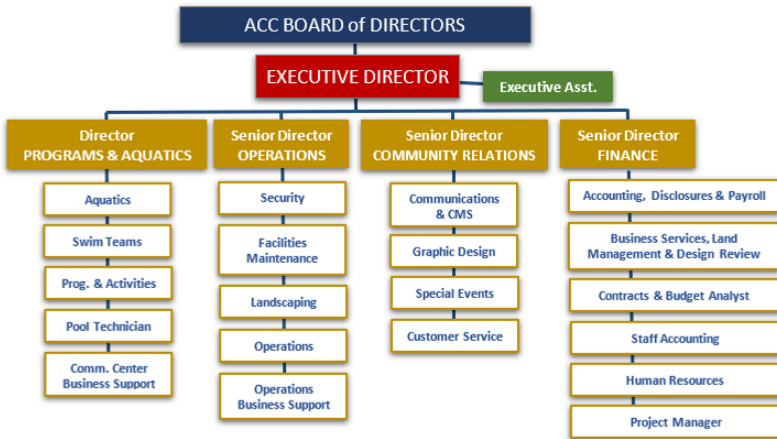 ACC BOARD of DIRECTORS
EXECUTIVE DIRECTOR
Executive Asst.
Director
PROGRAMS & AQUATICS
Aquatics
Swim Teams
Prog. & Activities
Pool Technician
Comm. Center
Business Support
Senior Director
OPERATIONS
Security
Facilities
Maintenance
Landscaping
Operations
Operations
Business Support
Senior Director
COMMUNITY RELATIONS
Communications
& CMS
Graphic Design
Special Events
Customer Service
Senior Director
FINANCE
Accounting, Disclosures & Payroll
Business Services, Land
Management & Design Review
Contracts & Budget Analyst
Staff Accounting
Human Resources
Project Manager